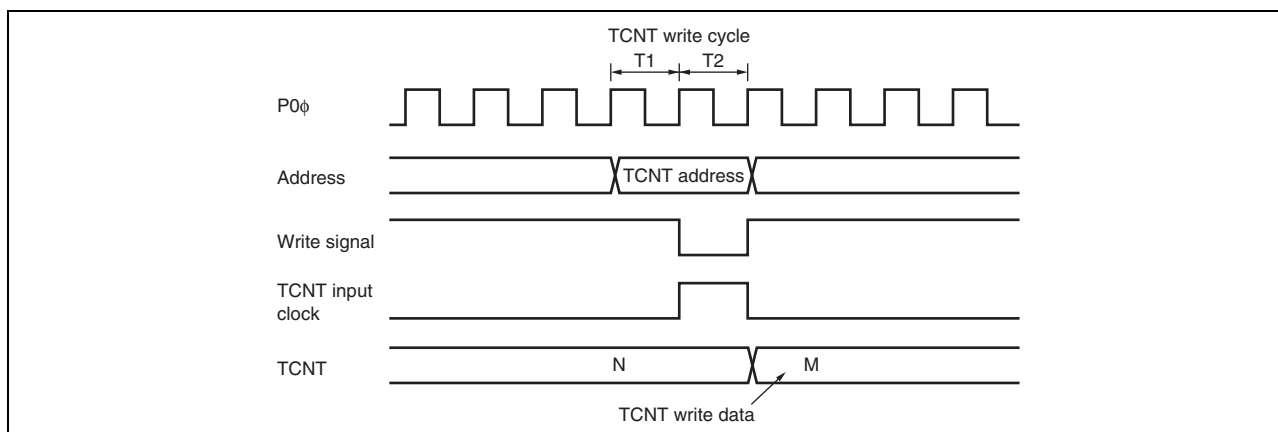 TCNT write cycle
T1 T2
P0ϕ
Address
TCNT address
Write signal
TCNT input
clock
TCNT
N
M
TCNT write data